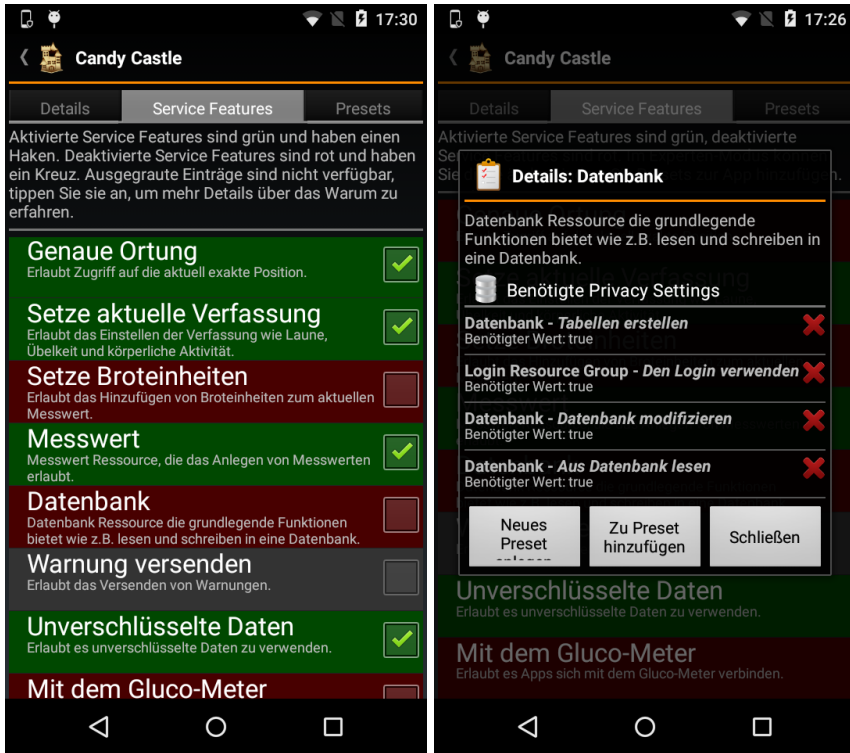 17:30
Candy Castle
Details
Service Features
Presets
Aktivierte Service Features sind grün und haben einen
Haken. Deaktivierte Service Features sind rot und haben
ein Kreuz. Ausgegraute Einträge sind nicht verfügbar,
tippen Sie sie an, um mehr Details über das Warum zu
erfahren.
Genaue Ortung
Erlaubt Zugriff auf die aktuell exakte Position.
Setze aktuelle Verfassung
Erlaubt das Einstellen der Verfassung wie Laune,
Übelkeit und körperliche Aktivität.
Setze Broteinheiten
Erlaubt das Hinzufügen von Broteinheiten zum aktuellen
Messwert.
Messwert
Messwert Ressource, die das Anlegen von Messwerten
erlaubt.
Datenbank
Datenbank Ressource die grundlegende Funktionen
bietet wie z.B. lesen und schreiben in eine Datenbank.
Warnung versenden
Erlaubt das Versenden von Warnungen.
Unverschlüsselte Daten
Erlaubt es unverschlüsselte Daten zu verwenden.
Mit dem Gluco-Meter
17:26
Candy Castle
Details
Service Features
Presets
Aktivierte Service Features sind grün, deaktivierte
Details: Datenbank
Datenbank Ressource die grundlegende
Funktionen bietet wie z.B. lesen und schreiben in
eine Datenbank.
Benötigte Privacy Settings
Datenbank - Tabellen erstellen
Benötigter Wert: true
Login Resource Group - Den Login verwenden
Benötigter Wert: true
Datenbank - Datenbank modifizieren
Benötigter Wert: true
Datenbank - Aus Datenbank lesen
Benötigter Wert: true
Neues
Preset
Zu Preset
hinzufügen
Schließen
Unverschlüsselte Daten
Erlaubt es unverschlüsselte Daten zu verwenden.
Mit dem Gluco-Meter
Erlaubt es Apps sich mit dem Gluco-Meter verbinden.